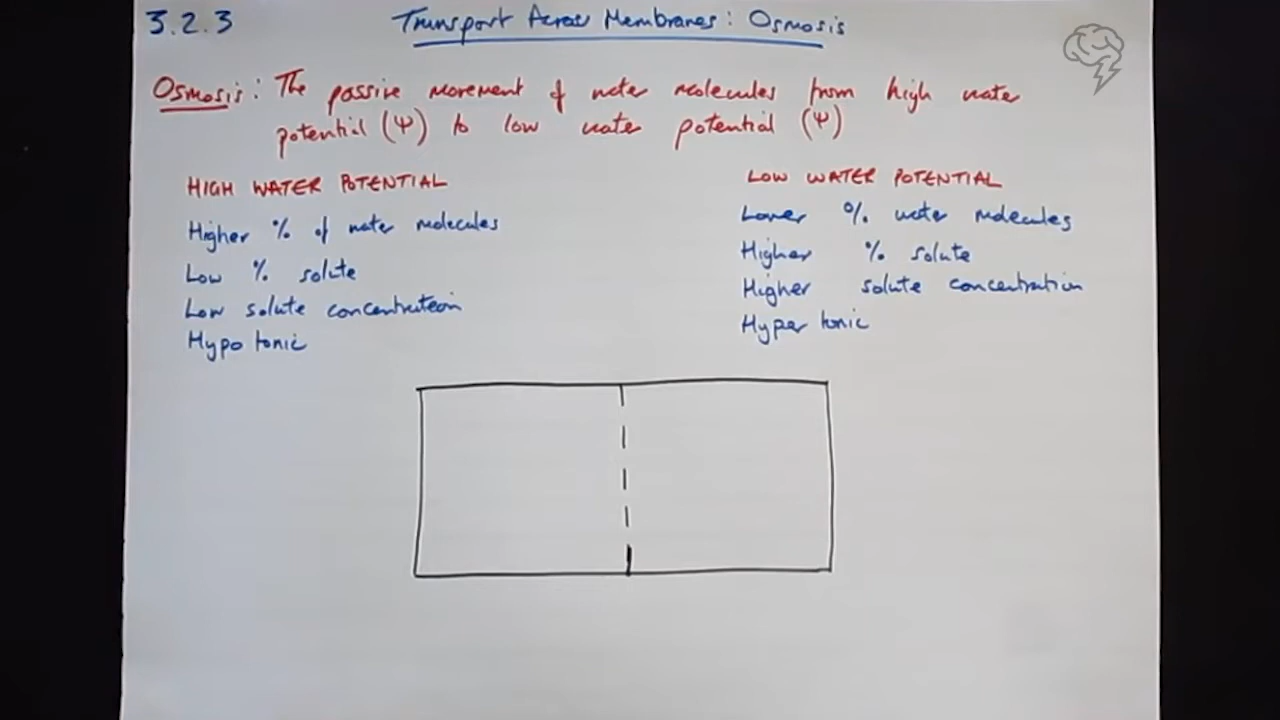 3.2.3
Transport Across Membranes: Osmosis
Osmosis: The passive movement of water molecules from high water
potential (Ψ) to low water potential (Ψ)
HIGH WATER POTENTIAL
Higher % of water molecules
Low % solute
Low solute concentration
Hypotonic
LOW WATER POTENTIAL
Lower % water molecules
Higher % solute
Higher solute concentration
Hyper tonic